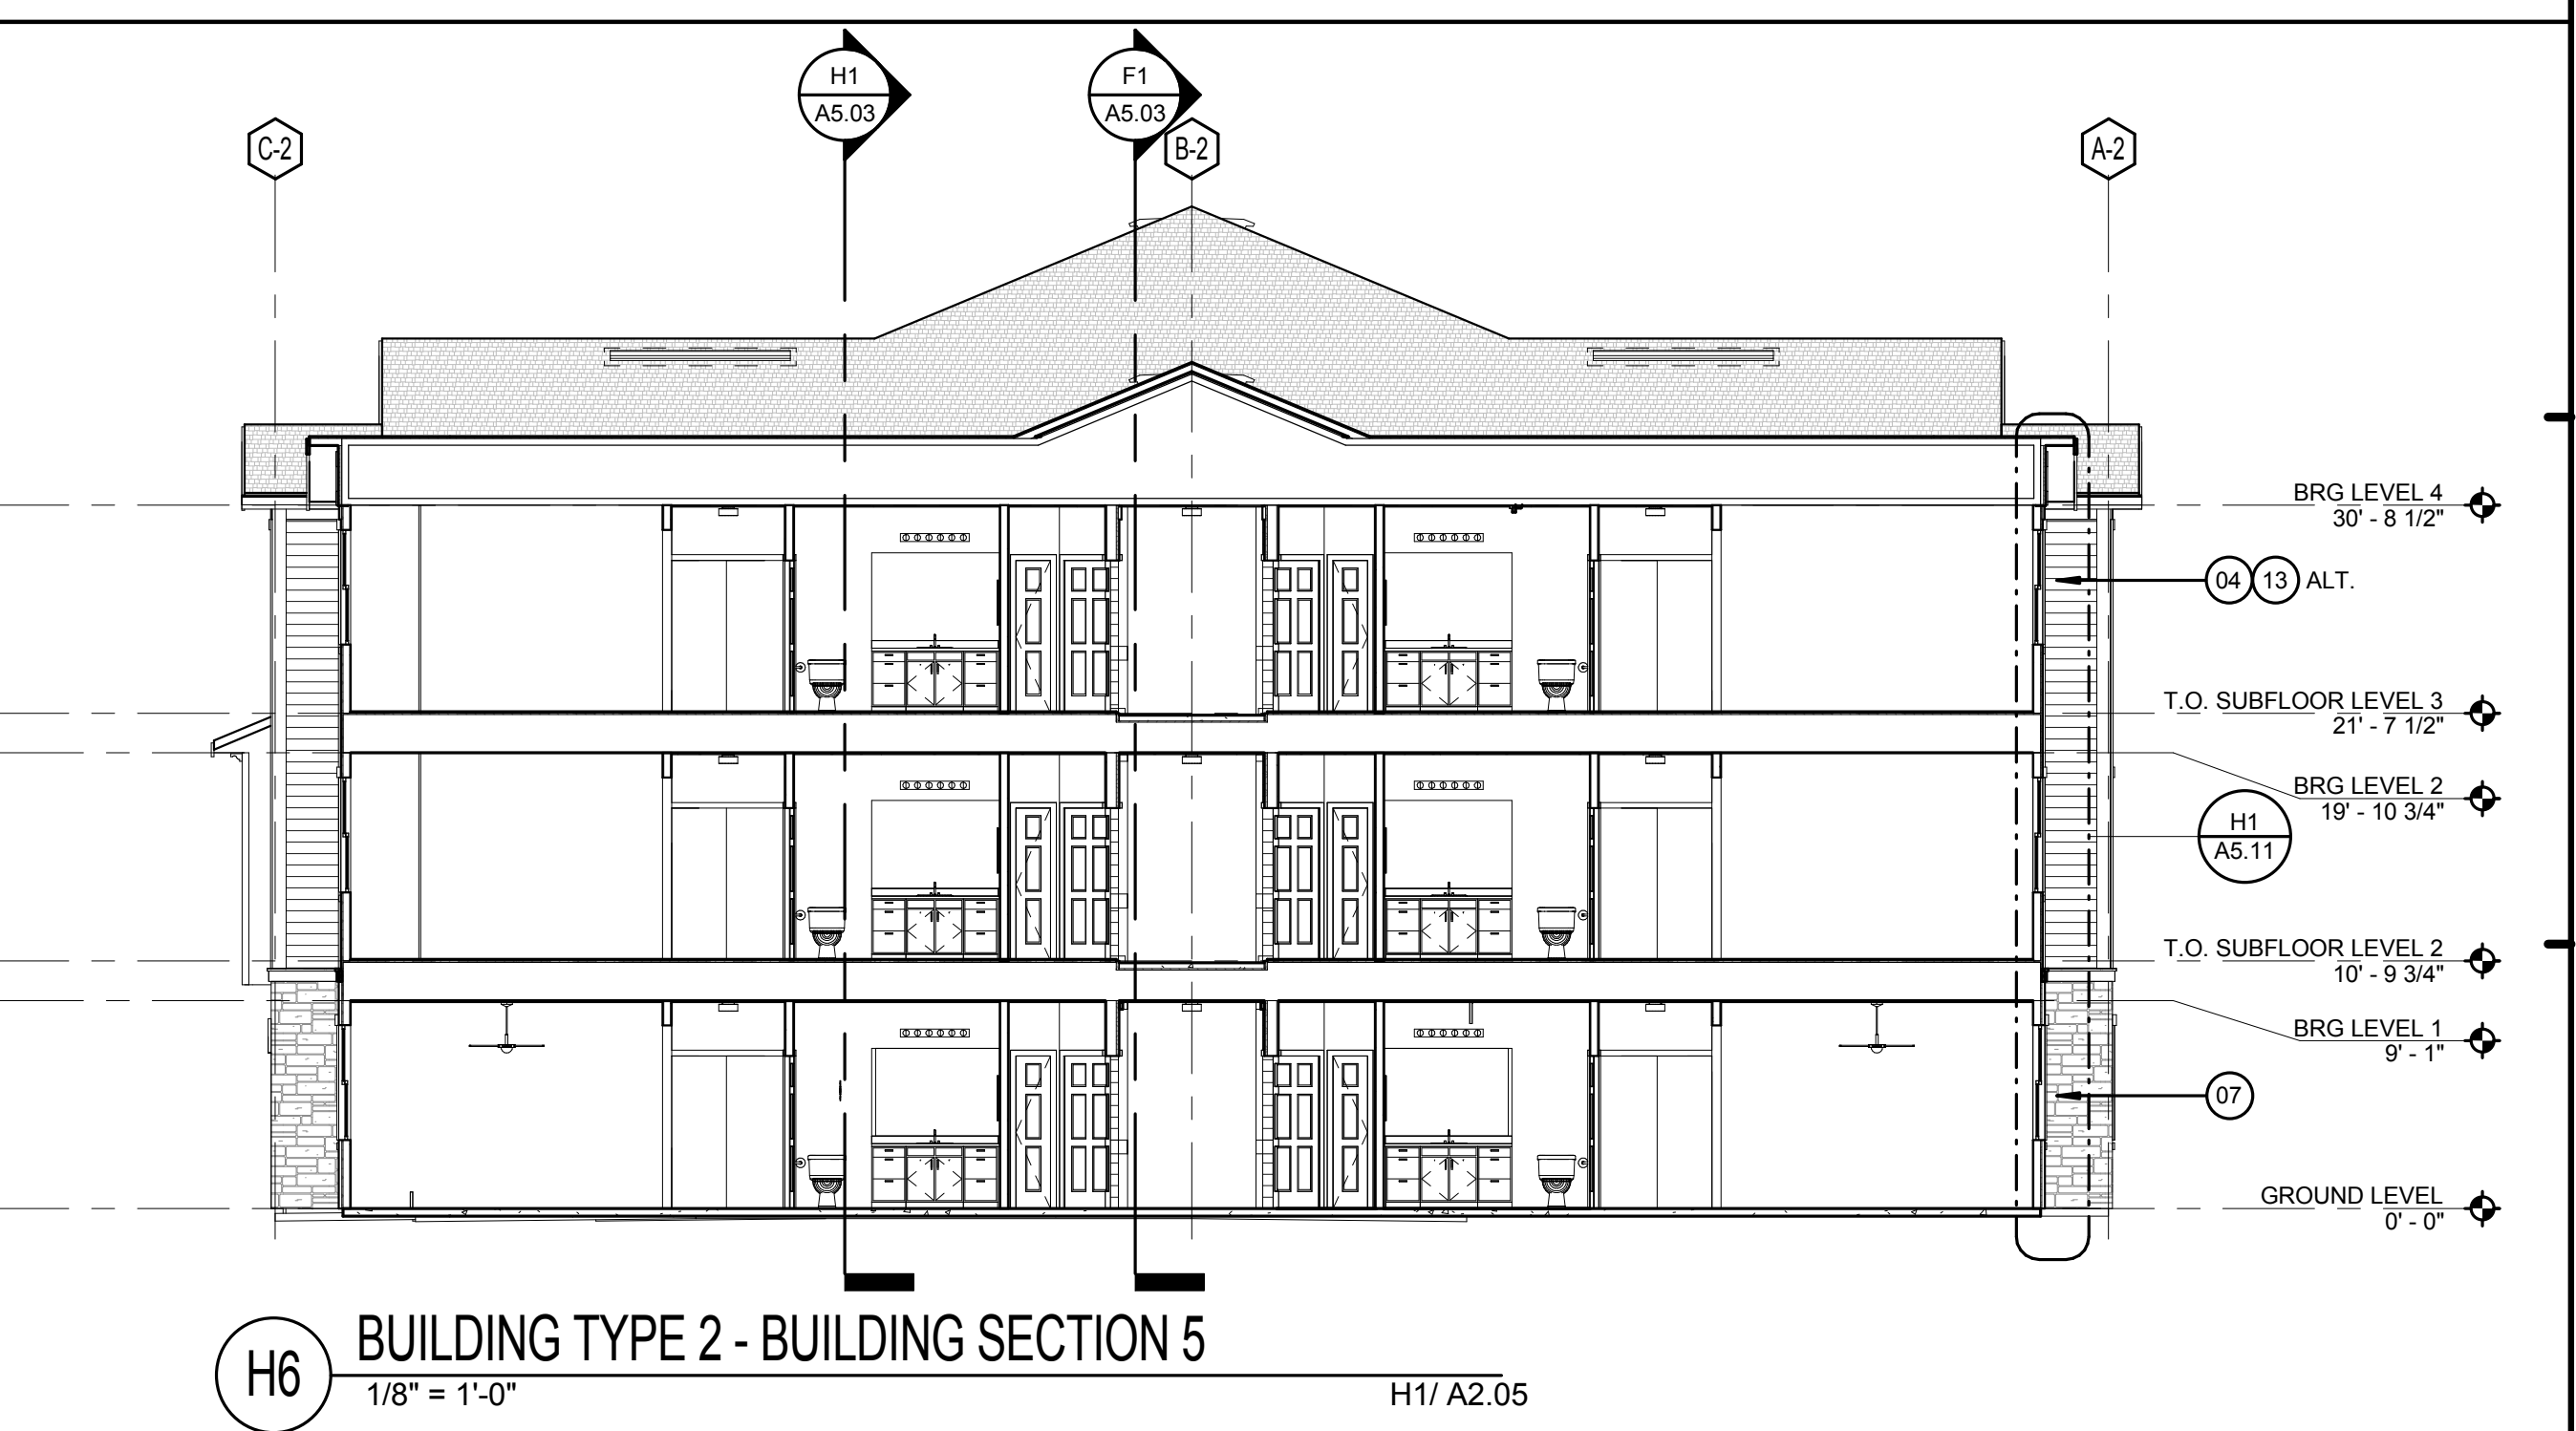 H1
A5.03
F1
A5.03
C-2
B-2
A-2
BRG LEVEL 4
30' - 8 1/2"
04 13 ALT.
T.O. SUBFLOOR LEVEL 3
21' - 7 1/2"
BRG LEVEL 2
19' - 10 3/4"
H1
A5.11
T.O. SUBFLOOR LEVEL 2
10' - 9 3/4"
BRG LEVEL 1
9' - 1"
07
GROUND LEVEL
0' - 0"
H6
BUILDING TYPE 2 - BUILDING SECTION 5
1/8" = 1'-0"
H1/ A2.05